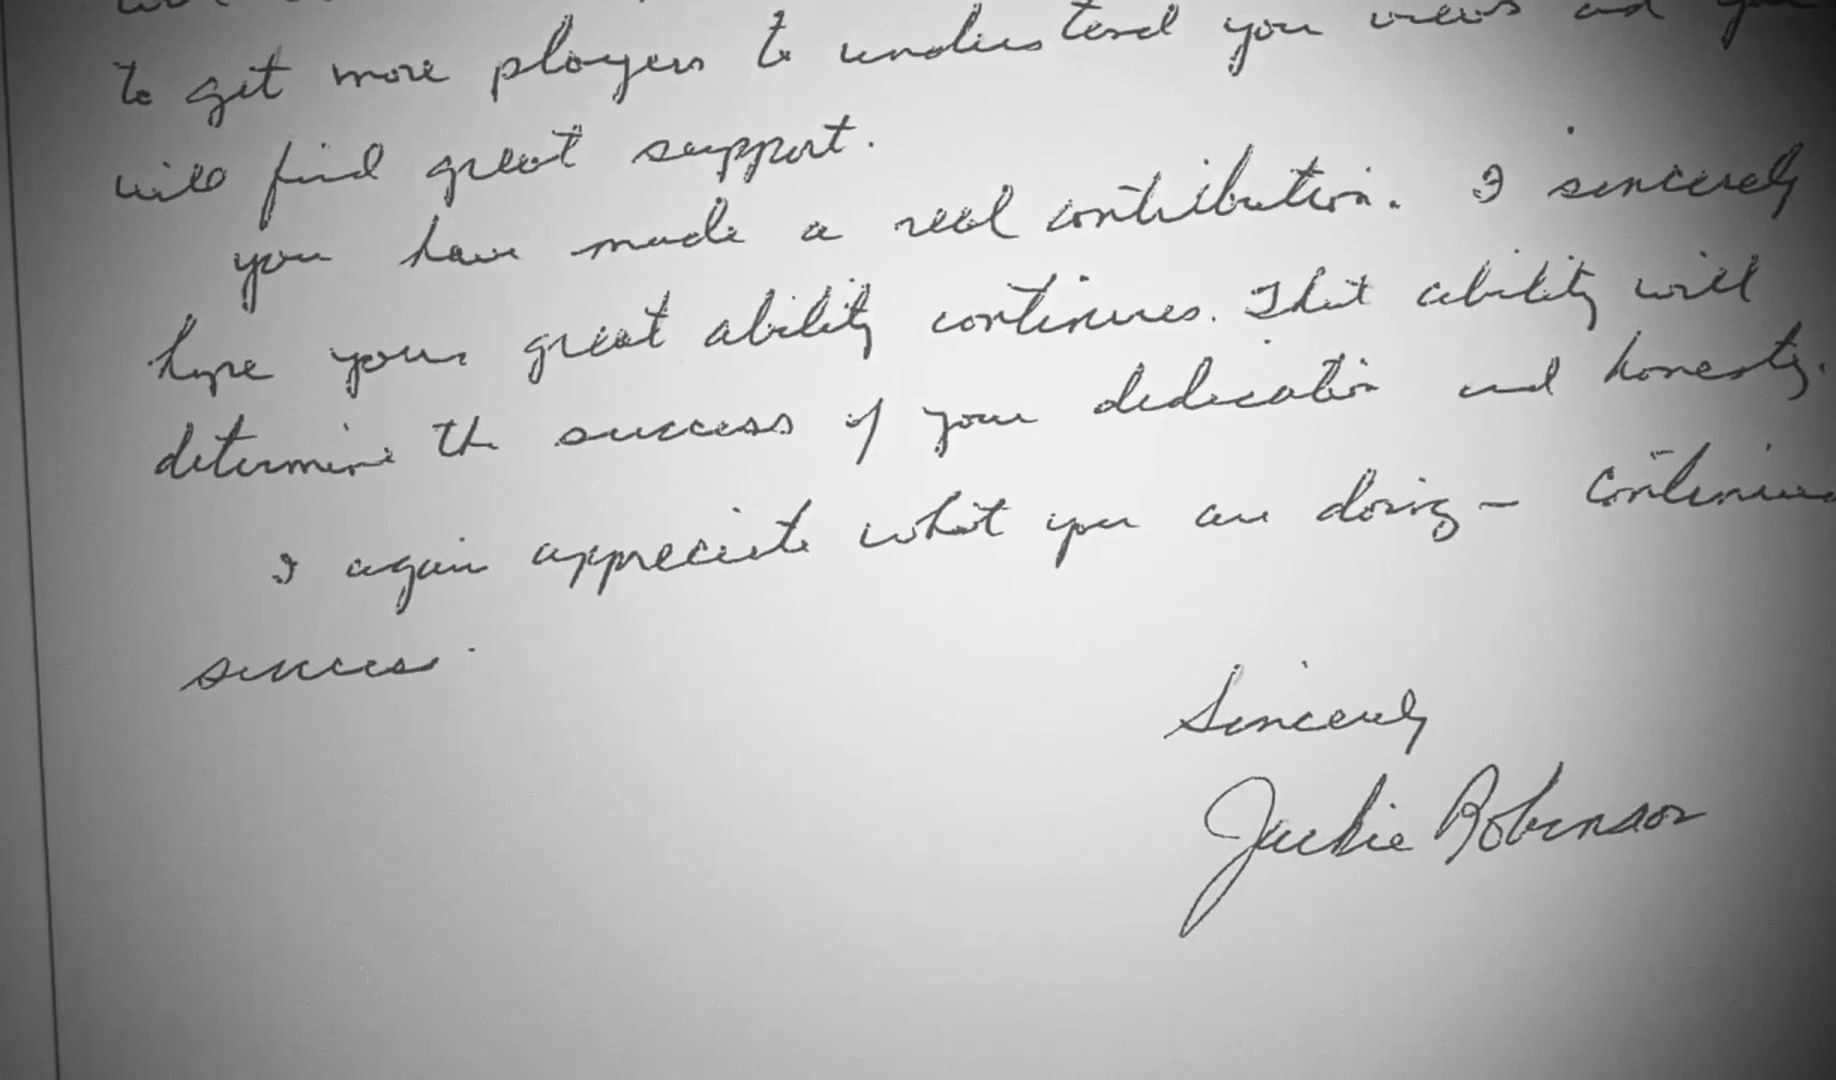 to get more players to understand you views and you
will find great support.
you have made a real contribution. I sincerely
hope your great ability continues. That ability will
determine the success of your dedication and honesty.
I again appreciate what you are doing – continued
success.
Sincerely
Jackie Robinson